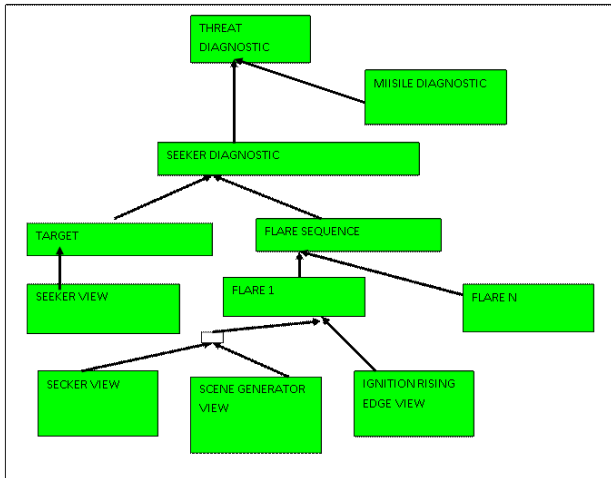 THREAT
DIAGNOSTIC
MIISILE DIAGNOSTIC
SEEKER DIAGNOSTIC
TARGET
FLARE SEQUENCE
SEEKER VIEW
FLARE 1
FLARE N
SECKER VIEW
SCENE GENERATOR
VIEW
IGNITION RISING
EDGE VIEW